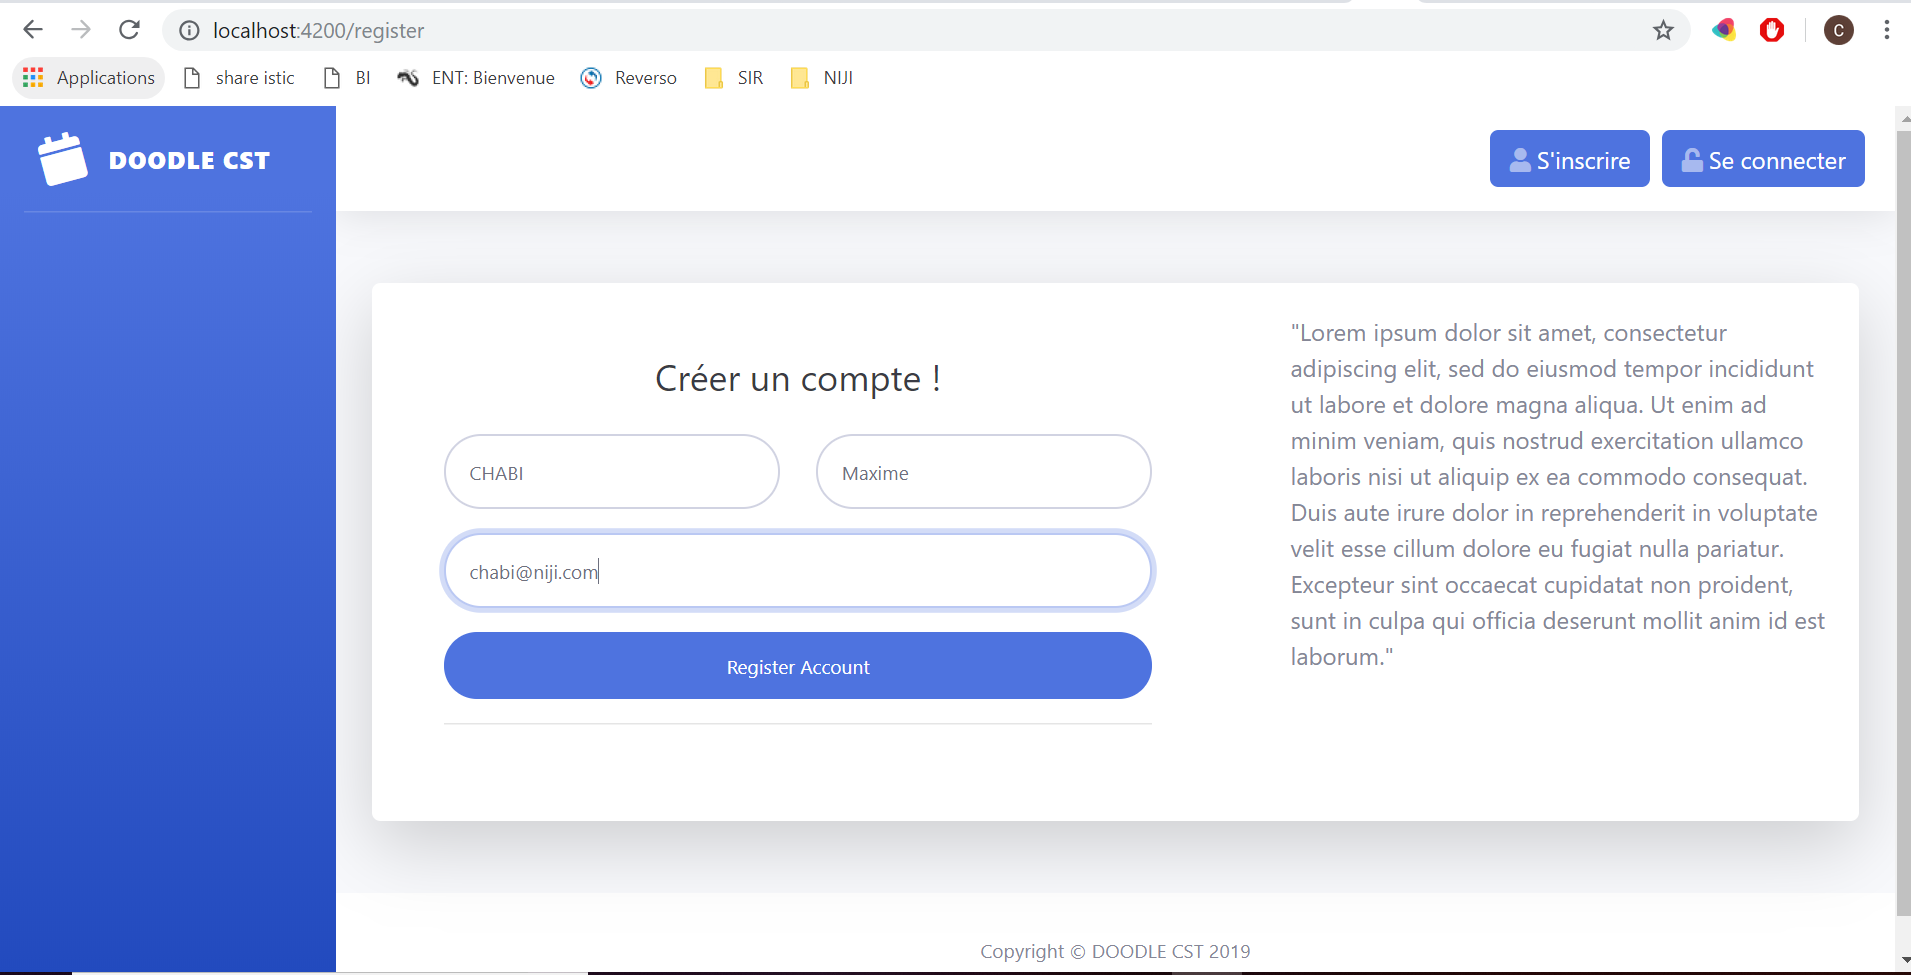 localhost:4200/register
C
Applications
share istic
BI
ENT: Bienvenue
Reverso
SIR
NIJI
DOODLE CST
S'inscrire
Se connecter
Créer un compte !
CHABI
Maxime
chabi@niji.com
Register Account
"Lorem ipsum dolor sit amet, consectetur
adipiscing elit, sed do eiusmod tempor incididunt
ut labore et dolore magna aliqua. Ut enim ad
minim veniam, quis nostrud exercitation ullamco
laboris nisi ut aliquip ex ea commodo consequat.
Duis aute irure dolor in reprehenderit in voluptate
velit esse cillum dolore eu fugiat nulla pariatur.
Excepteur sint occaecat cupidatat non proident,
sunt in culpa qui officia deserunt mollit anim id est
laborum."
Copyright © DOODLE CST 2019